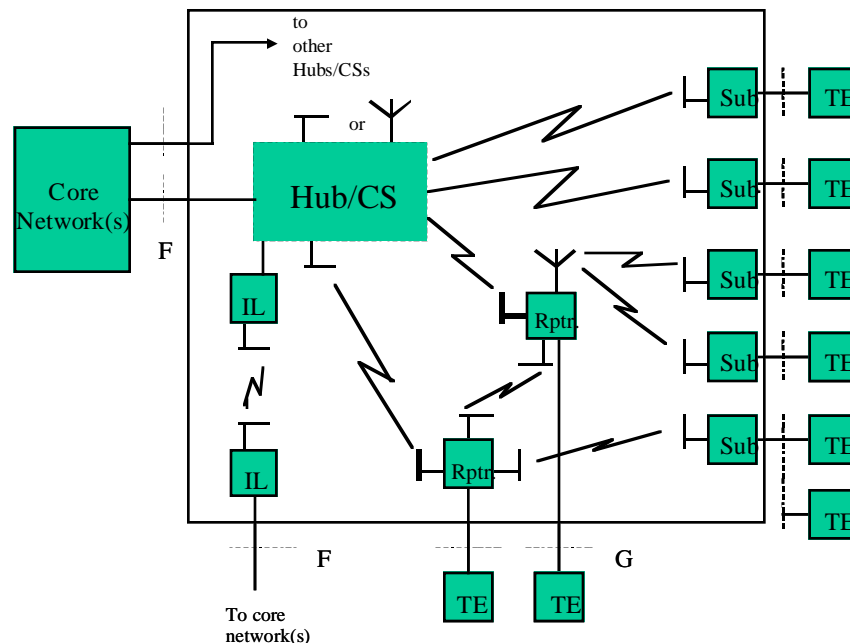 to
other
Hubs/CSs
or
Core
Network(s)
Hub/CS
F
IL
IL
Rptr.
Rptr.
Sub
Sub.
Sub
Sub
Sub
TE
TE
TE
TE
TE
TE
F
G
TE
TE
To core
network(s)